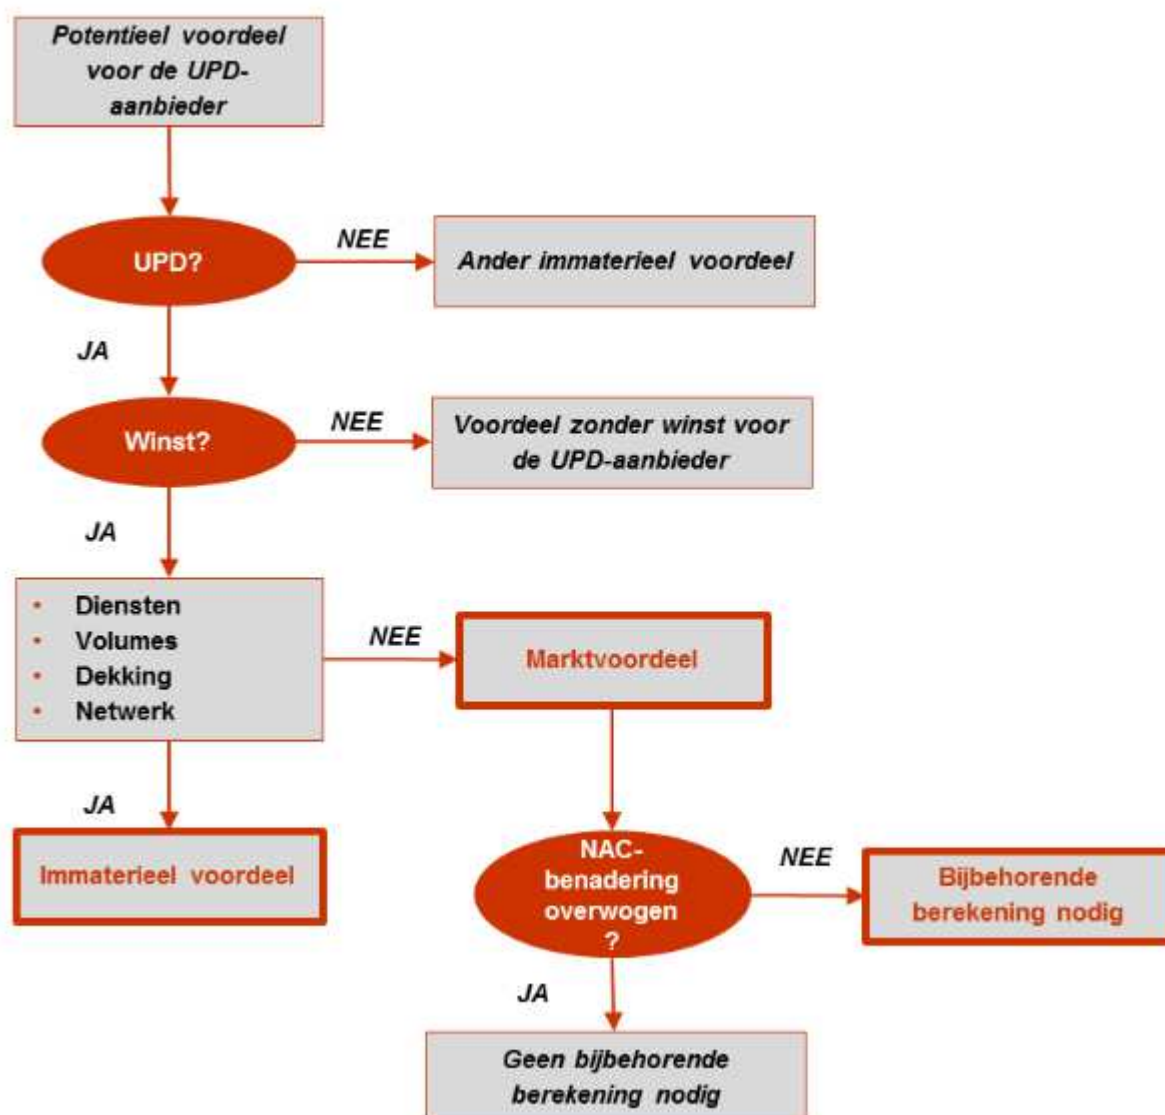 Potentieel voordeel
voor de UPD-
aanbieder
UPD?
NEE
Ander immaterieel voordeel
JA
Winst?
NEE
Voordeel zonder winst voor
de UPD-aanbieder
JA
• Diensten
• Volumes
• Dekking
• Netwerk
NEE
Marktvoordeel
JA
Immaterieel voordeel
NAC-
benadering
overwogen
?
NEE
Bijbehorende
berekening nodig
JA
Geen bijbehorende
berekening nodig